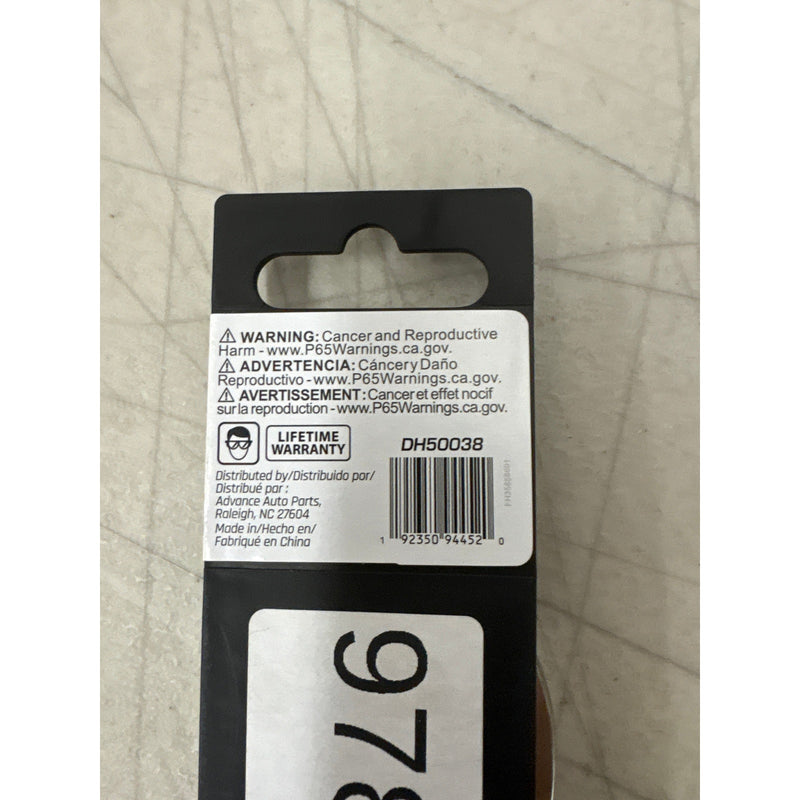 ⚠ WARNING: Cancer and Reproductive
Harm - www.P65Warnings.ca.gov.
⚠ ADVERTENCIA: Cáncer y Daño
Reproductivo - www.P65Warnings.ca.gov.
⚠ AVERTISSEMENT: Cancer et effet nocif
sur la reproduction - www.P65Warnings.ca.gov.
LIFETIME
WARRANTY
Distributed by/Distribuido por/
Distribué par :
Advance Auto Parts,
Raleigh, NC 27604
Made in/Hecho en/
Fabriqué en China
DH50038
1 92350 94452 0
978